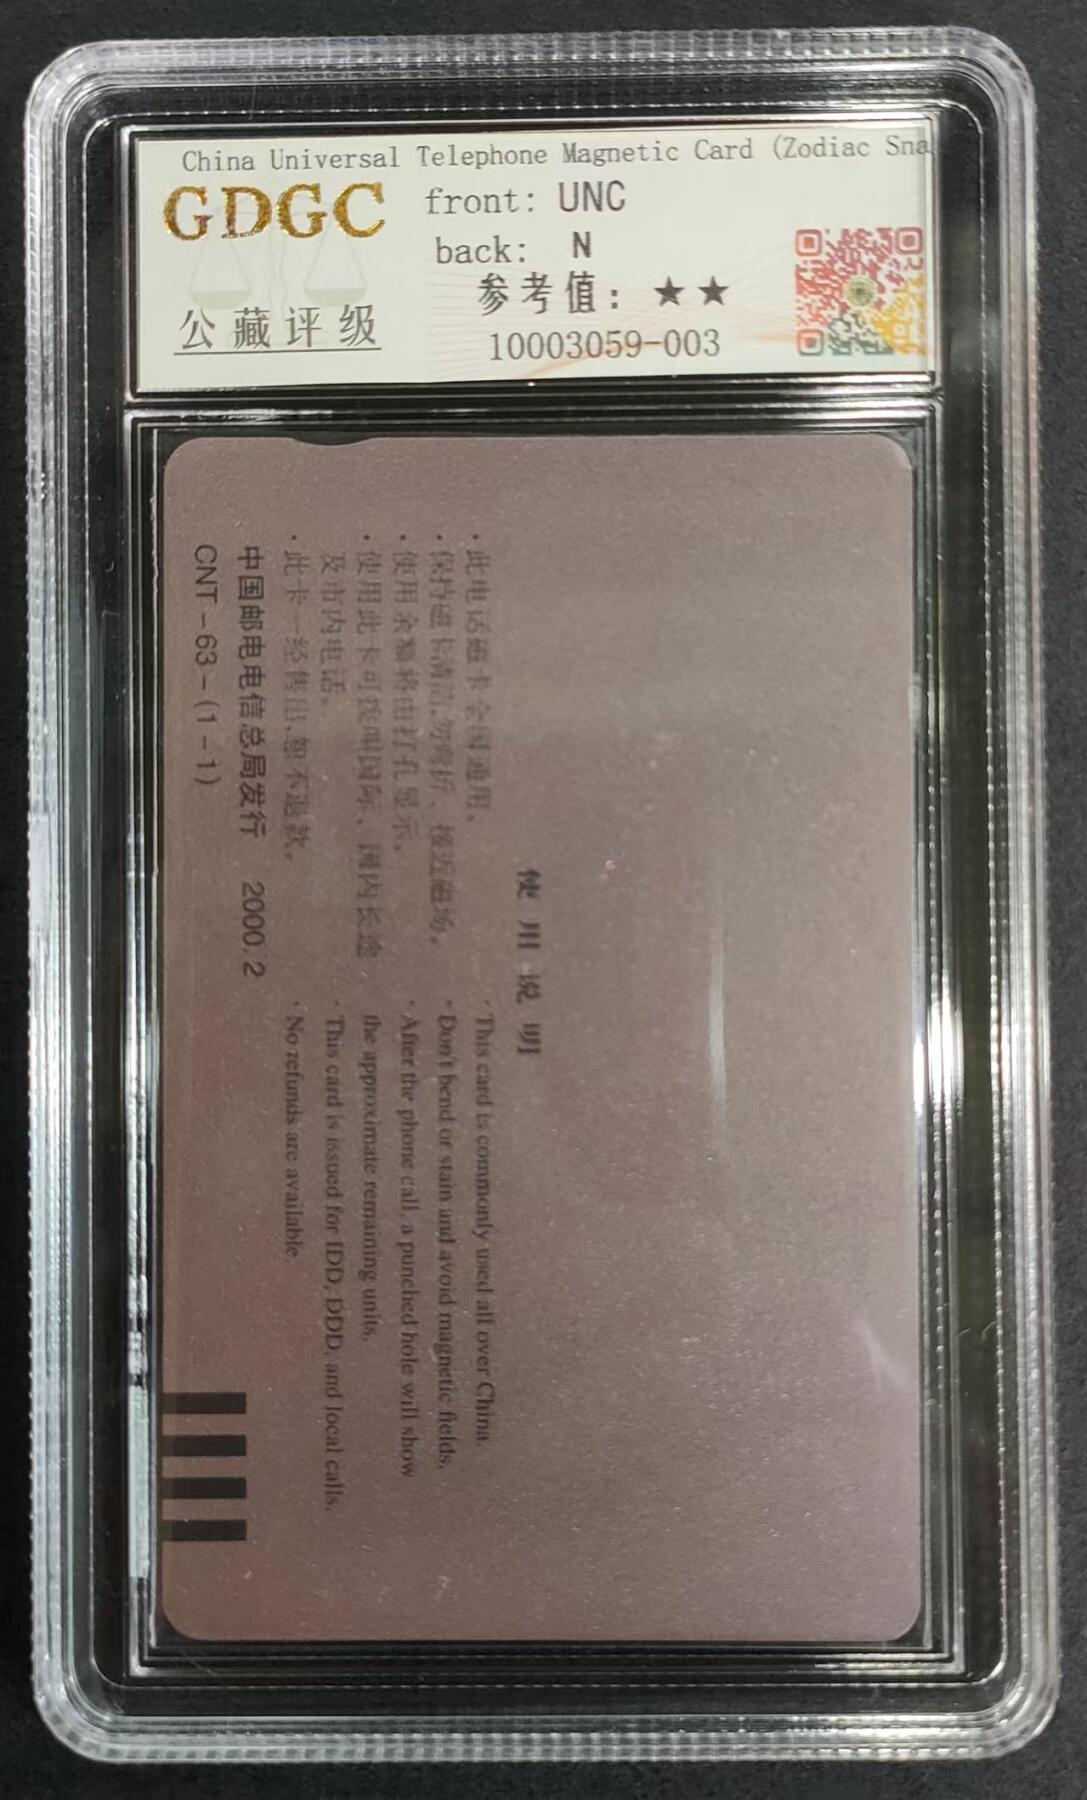 China Universal Telephone Magnetic Card (Zodiac Sna
GDGC
公藏评级
front: UNC
back: N
参考值: ★★
10003059-003
使用说明
·此电话磁卡全国通用。
·保持磁卡清洁,勿弯折、接近磁场。
·使用余额将由打孔显示。
·使用此卡可拨叫国际、国内长途
及市内电话。
·此卡一经售出,恕不退款。
·This card is commonly used all over China.
·Don't bend or stain and avoid magnetic fields.
·After the phone call, a punched hole will show
the approximate remaining units.
·This card is issued for IDD, DDD, and local calls.
·No refunds are available.
中国邮电电信总局发行 2000.2
CNT-63-(1-1)